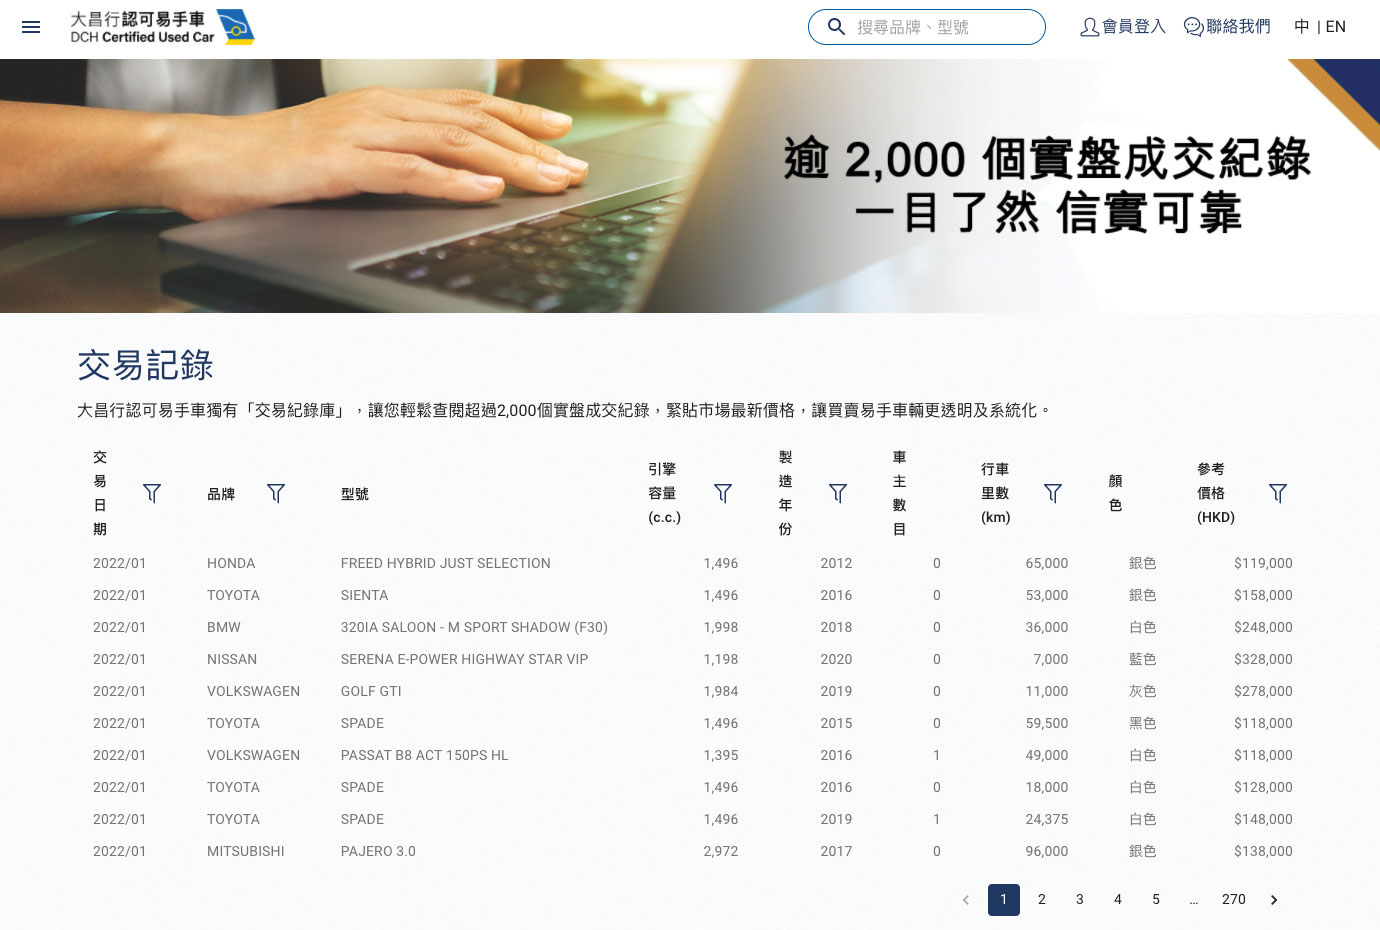 大昌行認可易手車
DCH Certified Used Car
搜尋品牌、型號
會員登入
聯絡我們
中 | EN
逾 2,000 個實盤成交紀錄
一目了然 信實可靠
交易記錄
大昌行認可易手車獨有「交易紀錄庫」，讓您輕鬆查閱超過2,000個實盤成交紀錄，緊貼市場最新價格，讓買賣易手車輛更透明及系統化。
交易日期 品牌 型號 引擎容量(c.c.) 製造年份 車主數目 行車里數(km) 顏色 參考價格(HKD)
2022/01 HONDA FREED HYBRID JUST SELECTION 1,496 2012 0 65,000 銀色 $119,000
2022/01 TOYOTA SIENTA 1,496 2016 0 53,000 銀色 $158,000
2022/01 BMW 320IA SALOON - M SPORT SHADOW (F30) 1,998 2018 0 36,000 白色 $248,000
2022/01 NISSAN SERENA E-POWER HIGHWAY STAR VIP 1,198 2020 0 7,000 藍色 $328,000
2022/01 VOLKSWAGEN GOLF GTI 1,984 2019 0 11,000 灰色 $278,000
2022/01 TOYOTA SPADE 1,496 2015 0 59,500 黑色 $118,000
2022/01 VOLKSWAGEN PASSAT B8 ACT 150PS HL 1,395 2016 1 49,000 白色 $118,000
2022/01 TOYOTA SPADE 1,496 2016 0 18,000 白色 $128,000
2022/01 TOYOTA SPADE 1,496 2019 1 24,375 白色 $148,000
2022/01 MITSUBISHI PAJERO 3.0 2,972 2017 0 96,000 銀色 $138,000
‹ 1 2 3 4 5 … 270 ›